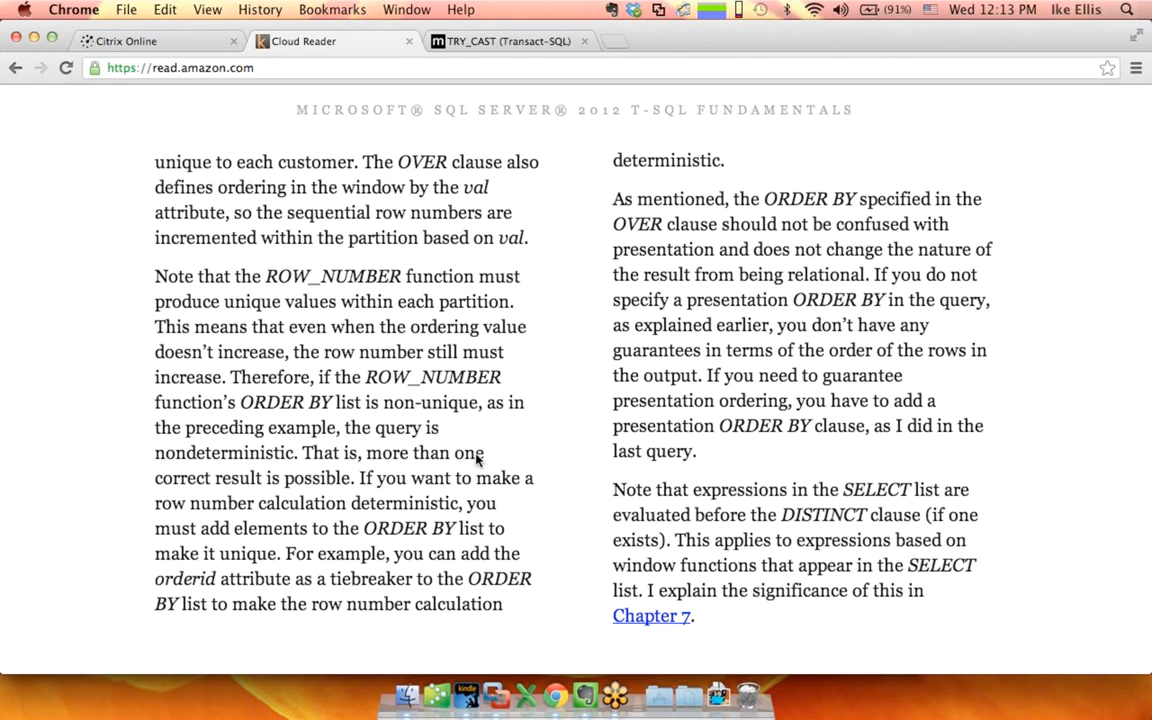 Chrome File Edit View History Bookmarks Window Help (91%) Wed 12:13 PM Ike Ellis
Citrix Online Cloud Reader TRY_CAST (Transact-SQL)
https://read.amazon.com
MICROSOFT® SQL SERVER® 2012 T-SQL FUNDAMENTALS
unique to each customer. The OVER clause also
defines ordering in the window by the val
attribute, so the sequential row numbers are
incremented within the partition based on val.
Note that the ROW_NUMBER function must
produce unique values within each partition.
This means that even when the ordering value
doesn't increase, the row number still must
increase. Therefore, if the ROW_NUMBER
function's ORDER BY list is non-unique, as in
the preceding example, the query is
nondeterministic. That is, more than one
correct result is possible. If you want to make a
row number calculation deterministic, you
must add elements to the ORDER BY list to
make it unique. For example, you can add the
orderid attribute as a tiebreaker to the ORDER
BY list to make the row number calculation
deterministic.
As mentioned, the ORDER BY specified in the
OVER clause should not be confused with
presentation and does not change the nature of
the result from being relational. If you do not
specify a presentation ORDER BY in the query,
as explained earlier, you don't have any
guarantees in terms of the order of the rows in
the output. If you need to guarantee
presentation ordering, you have to add a
presentation ORDER BY clause, as I did in the
last query.
Note that expressions in the SELECT list are
evaluated before the DISTINCT clause (if one
exists). This applies to expressions based on
window functions that appear in the SELECT
list. I explain the significance of this in
Chapter 7.
kindle